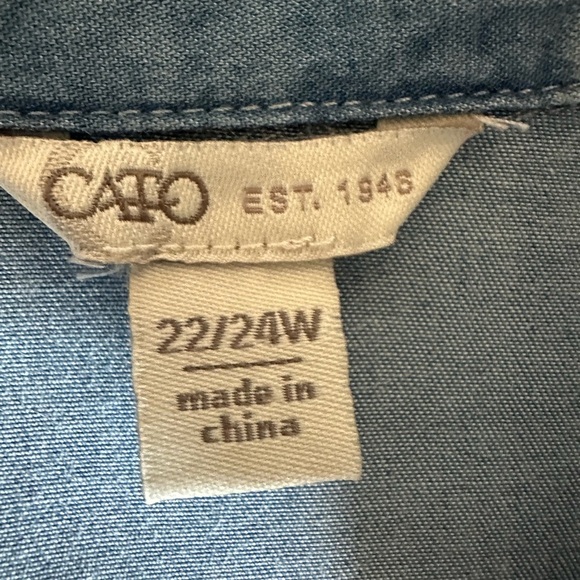 CATO EST. 1946
22/24W
made in
china